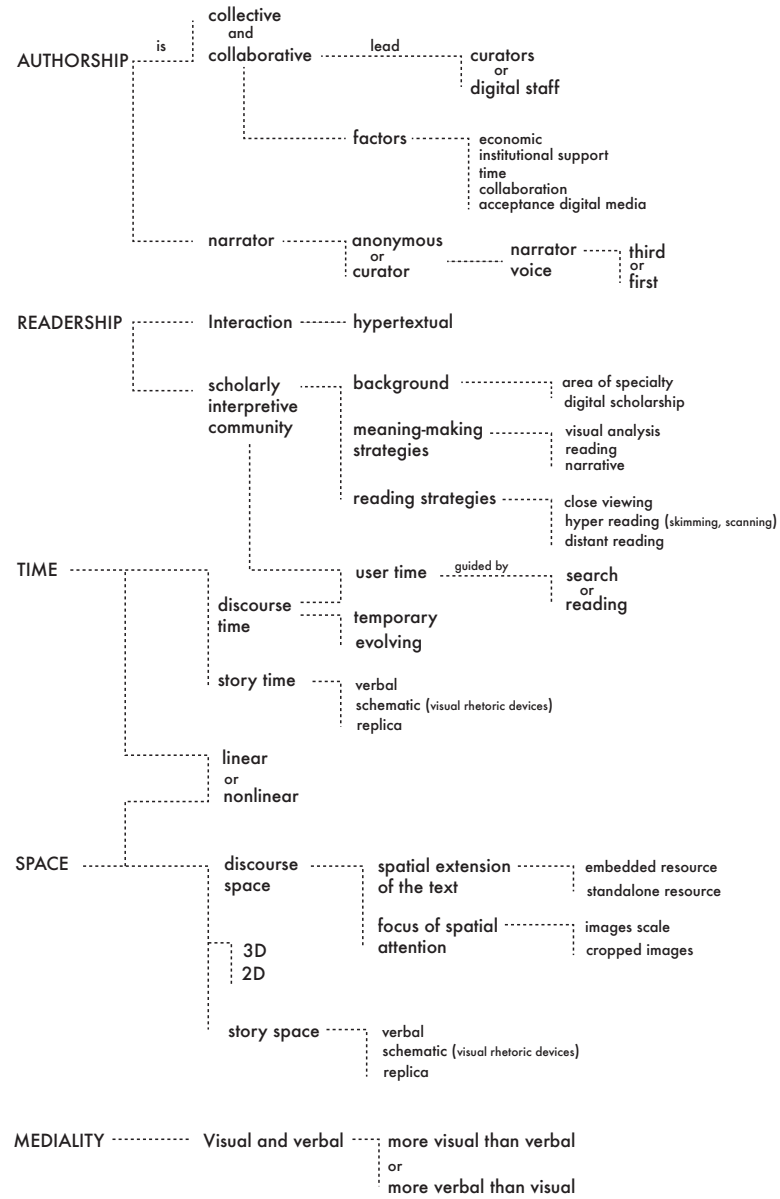 collective
and
is
collaborative
lead
curators
AUTHORSHIP
or
digital staff
factors
economic
institutional support
time
collaboration
acceptance digital media
narrator
anonymous
or
curator
narrator
voice
third
or
first
READERSHIP
Interaction
hypertextual
scholarly
interpretive
community
background
area of specialty
digital scholarship
meaning-making
strategies
visual analysis
reading
narrative
reading strategies
close viewing
hyper reading (skimming, scanning)
distant reading
TIME
user time
guided by
search
or
reading
discourse
time
temporary
evolving
story time
verbal
schematic (visual rhetoric devices)
replica
linear
or
nonlinear
SPACE
discourse
space
spatial extension
of the text
embedded resource
standalone resource
focus of spatial
attention
images scale
cropped images
3D
2D
story space
verbal
schematic (visual rhetoric devices)
replica
MEDIALITY
Visual and verbal
more visual than verbal
or
more verbal than visual